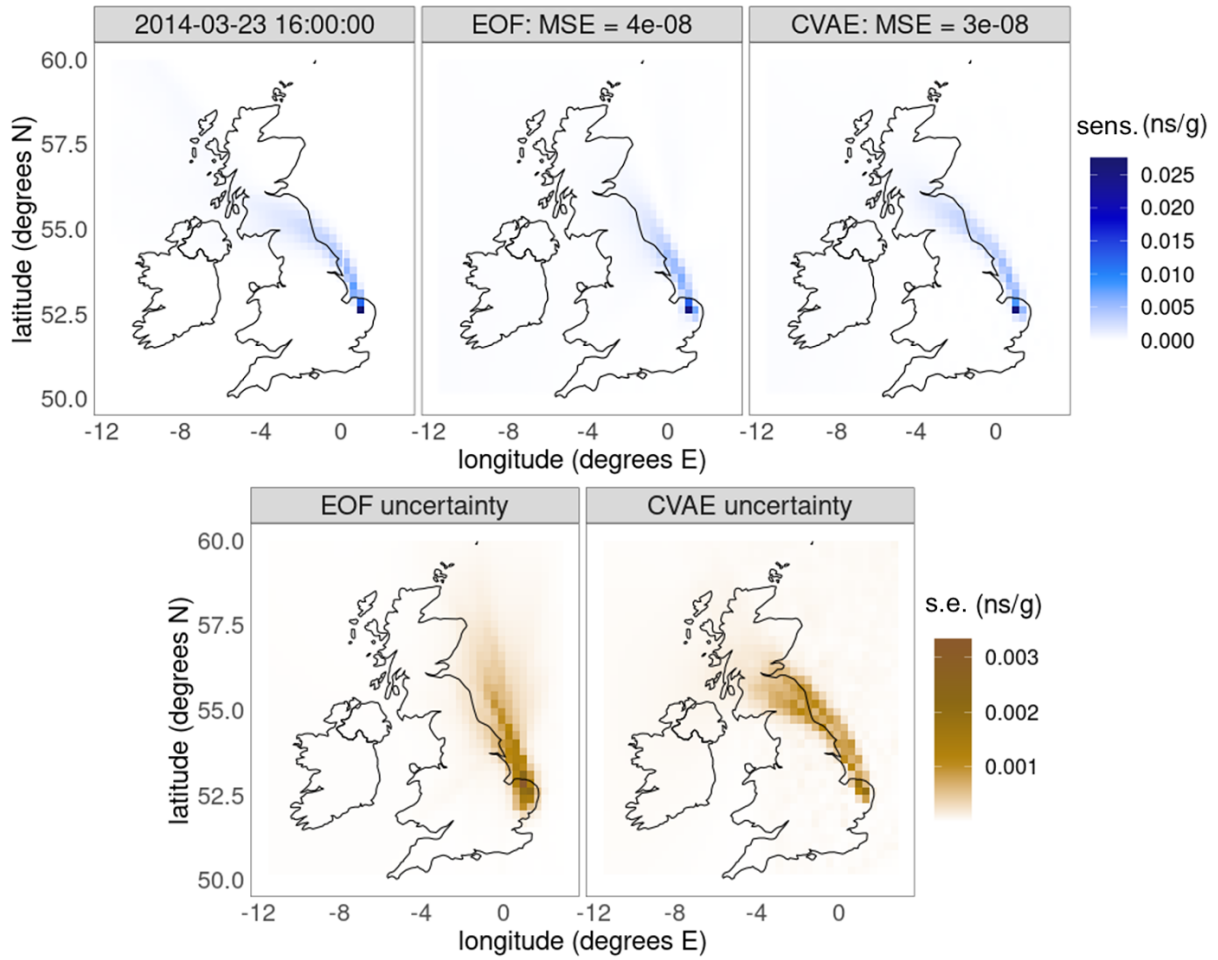 2014-03-23 16:00:00 EOF: MSE = 4e-08 CVAE: MSE = 3e-08
60.0
57.5
55.0
52.5
50.0
latitude (degrees N)
sens. (ns/g)
0.025
0.020
0.015
0.010
0.005
0.000
-12 -8 -4 0 -12 -8 -4 0 -12 -8 -4 0
longitude (degrees E)
EOF uncertainty CVAE uncertainty
60.0
57.5
55.0
52.5
50.0
latitude (degrees N)
s.e. (ns/g)
0.003
0.002
0.001
-12 -8 -4 0 -12 -8 -4 0
longitude (degrees E)